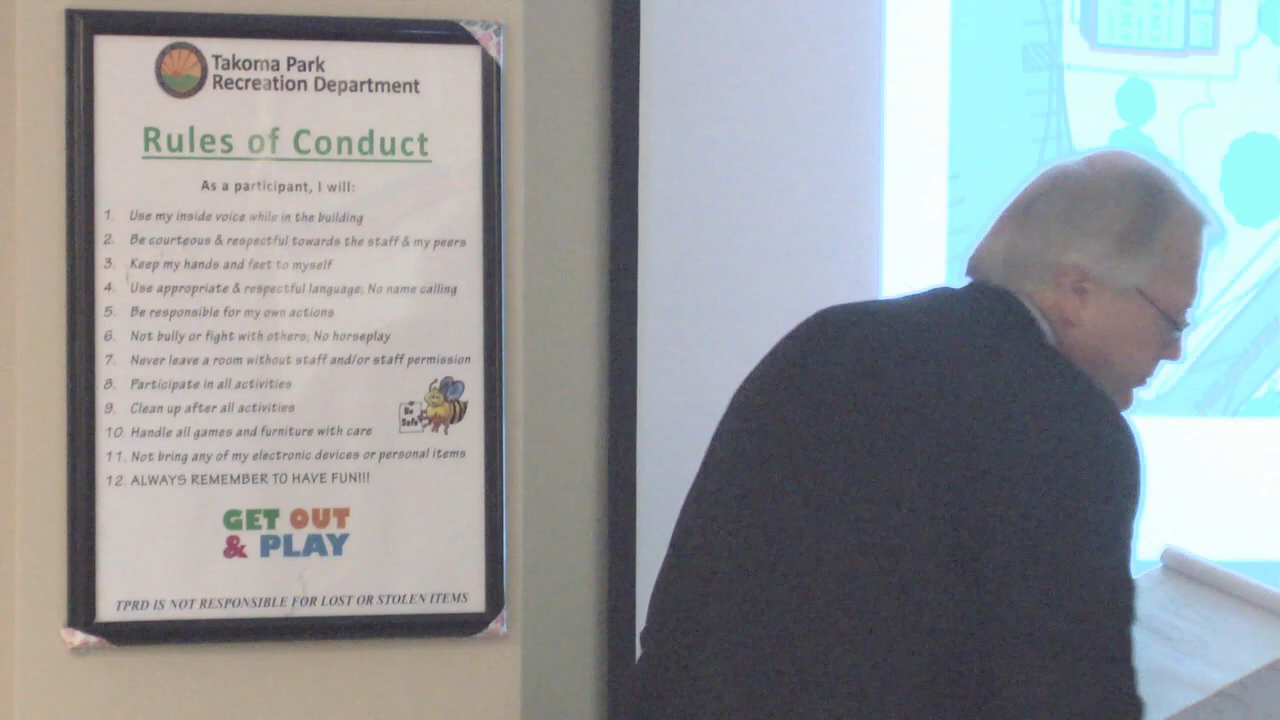 Takoma Park
Recreation Department
Rules of Conduct
As a participant, I will:
1. Use my inside voice while in the building
2. Be courteous & respectful towards the staff & my peers
3. Keep my hands and feet to myself
4. Use appropriate & respectful language; No name calling
5. Be responsible for my own actions
6. Not bully or fight with others; No horseplay
7. Never leave a room without staff and/or staff permission
8. Participate in all activities
9. Clean up after all activities
10. Handle all games and furniture with care
11. Not bring any of my electronic devices or personal items
12. ALWAYS REMEMBER TO HAVE FUN!!!
Be
Safe
GET OUT
& PLAY
TPRD IS NOT RESPONSIBLE FOR LOST OR STOLEN ITEMS